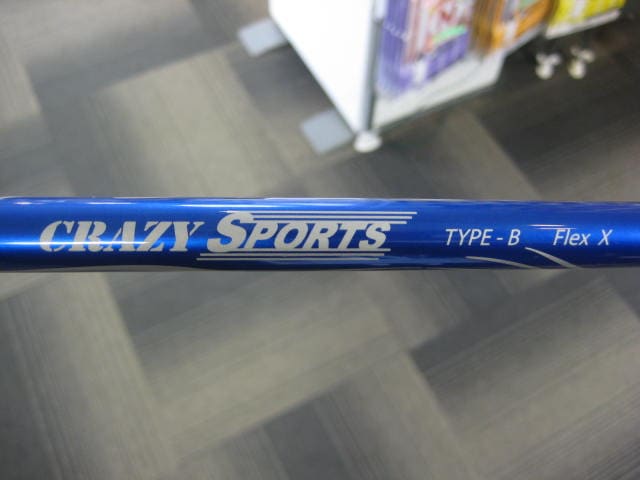 CRAZY SPORTS TYPE - B Flex X